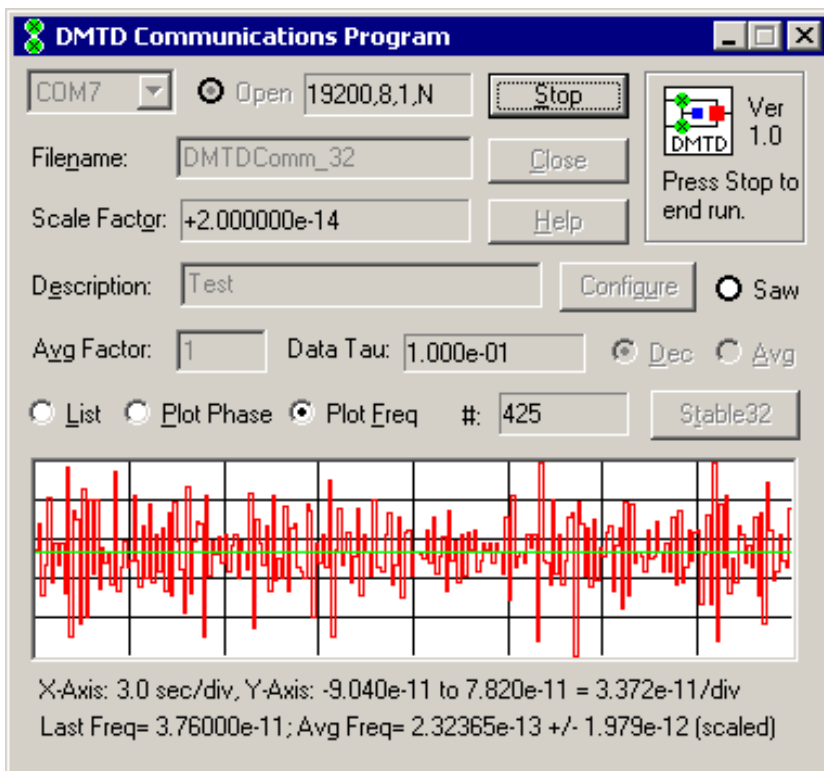 DMTD Communications Program
COM7 Open 19200,8,1,N Stop
DMTD Ver 1.0
Filename: DMTDComm_32 Close
Press Stop to end run.
Scale Factor: +2.000000e-14 Help
Description: Test Configure Saw
Avg Factor: 1 Data Tau: 1.000e-01 Dec Avg
List Plot Phase Plot Freq #: 425 Stable32
X-Axis: 3.0 sec/div, Y-Axis: -9.040e-11 to 7.820e-11 = 3.372e-11/div
Last Freq= 3.76000e-11; Avg Freq= 2.32365e-13 +/- 1.979e-12 (scaled)